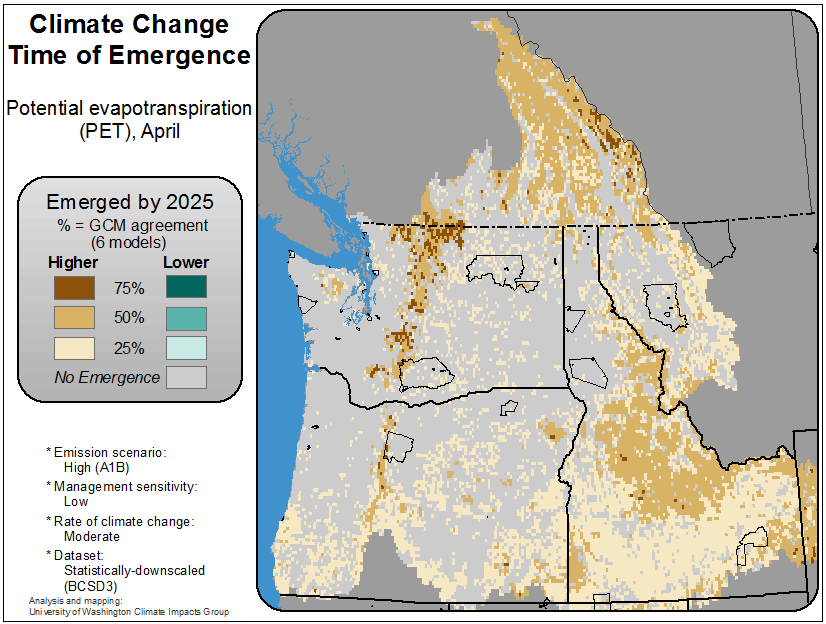 Climate Change
Time of Emergence
Potential evapotranspiration
(PET), April
Emerged by 2025
% = GCM agreement
(6 models)
Higher Lower
75%
50%
25%
No Emergence
* Emission scenario:
High (A1B)
* Management sensitivity:
Low
* Rate of climate change:
Moderate
* Dataset:
Statistically-downscaled
(BCSD3)
Analysis and mapping:
University of Washington Climate Impacts Group